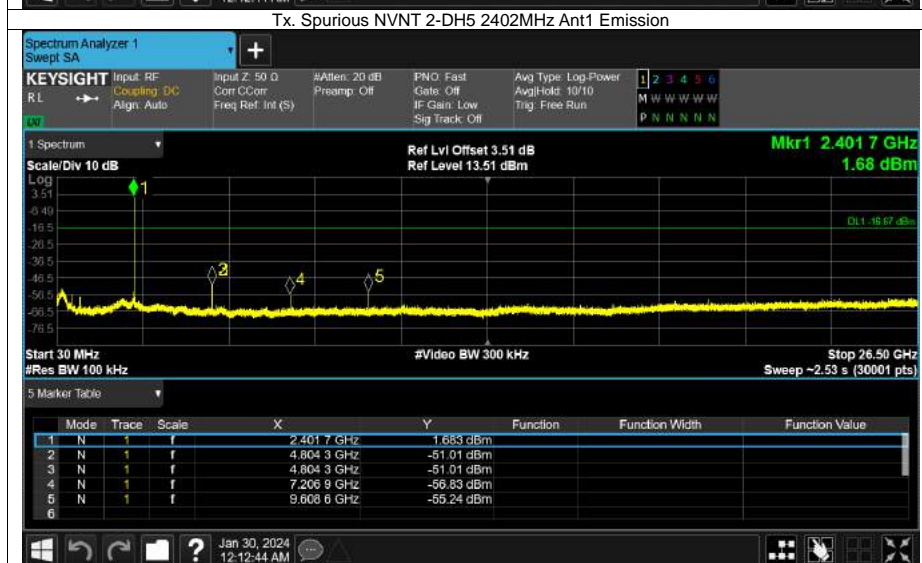 Tx. Spurious NVNT 2-DH5 2402MHz Ant1 Emission
Spectrum Analyzer 1
Swept SA
+
KEYSIGHT Input: RF Input Z: 50 Ω #Atten: 20 dB PNO: Fast Avg Type: Log-Power 1 2 3 4 5 6
R L Coupling: DC Corr CCorr Preamp: Off Gate: Off Avg|Hold: 10/10 M W W W W W
Align: Auto Freq Ref: Int (S) IF Gain: Low Trig: Free Run
LXI Sig Track: Off P N N N N N
1 Spectrum Ref Lvl Offset 3.51 dB Mkr1 2.401 7 GHz
Scale/Div 10 dB Ref Level 13.51 dBm 1.68 dBm
Log
3.51
1
-6.49
-16.5 DL1 -16.67 dBm
-26.5
-36.5
-46.5 4 5
-56.5
-66.5
-76.5
Start 30 MHz #Video BW 300 kHz Stop 26.50 GHz
#Res BW 100 kHz Sweep ~2.53 s (30001 pts)
5 Marker Table
Mode Trace Scale X Y Function Function Width Function Value
1 N 1 f 2.401 7 GHz 1.683 dBm
2 N 1 f 4.804 3 GHz -51.01 dBm
3 N 1 f 4.804 3 GHz -51.01 dBm
4 N 1 f 7.206 9 GHz -56.83 dBm
5 N 1 f 9.608 6 GHz -55.24 dBm
6
? Jan 30, 2024
12:12:44 AM